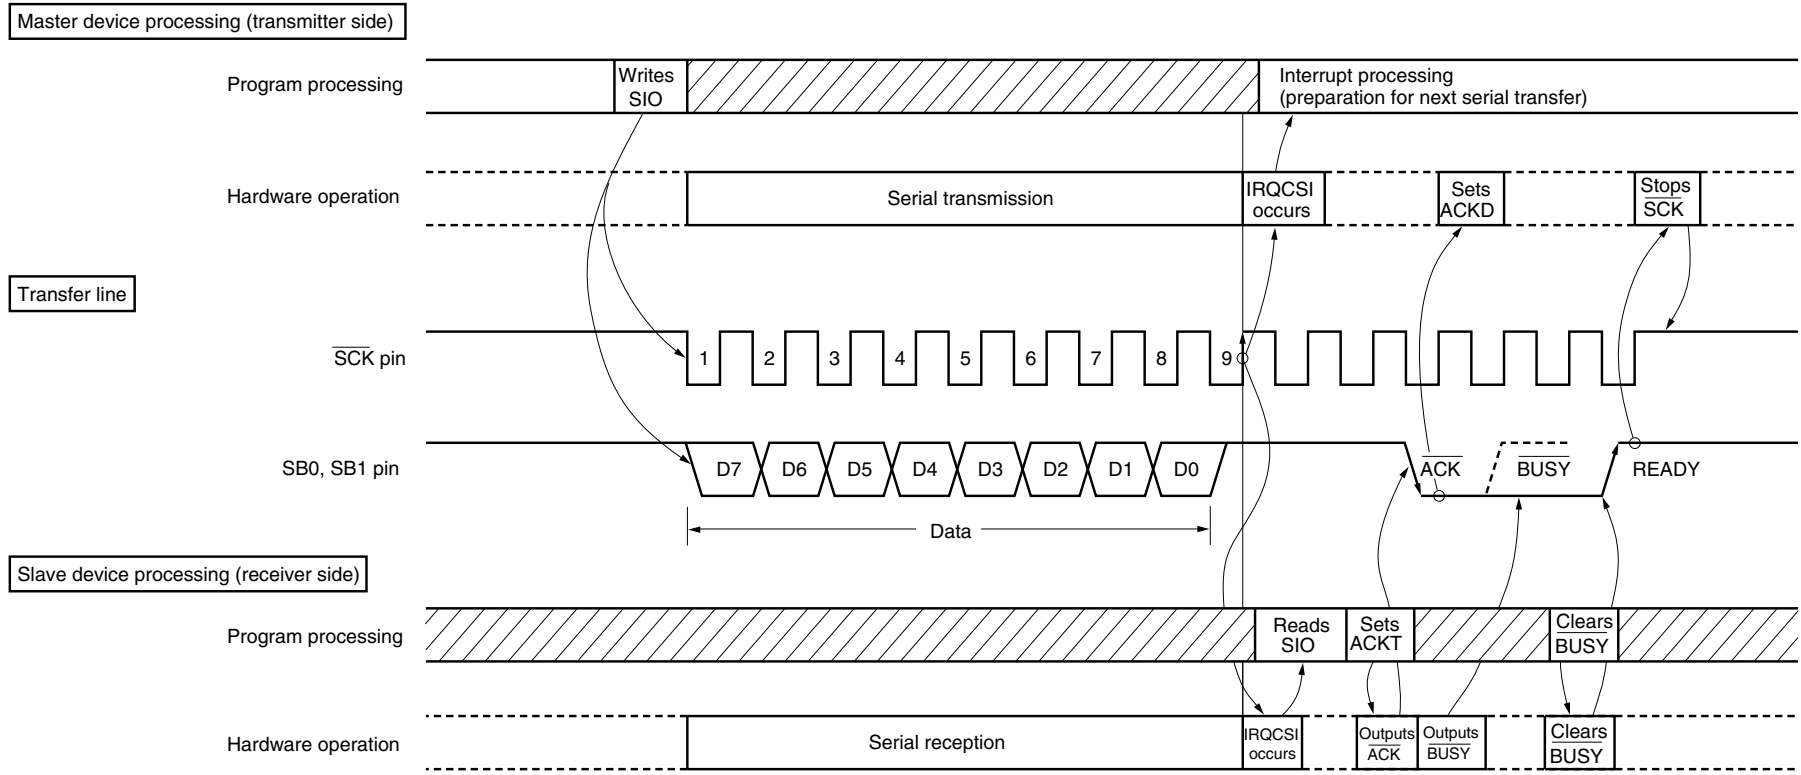 Master device processing (transmitter side)
Program processing
Writes
SIO
Interrupt processing
(preparation for next serial transfer)
Hardware operation
Serial transmission
IRQCSI
occurs
Sets
ACKD
Stops
SCK
Transfer line
SCK pin
1 2 3 4 5 6 7 8 9
SB0, SB1 pin
D7 D6 D5 D4 D3 D2 D1 D0
ACK
BUSY
READY
Data
Slave device processing (receiver side)
Program processing
Reads
SIO
Sets
ACKT
Clears
BUSY
Hardware operation
Serial reception
IRQCSI
occurs
Outputs
ACK
Outputs
BUSY
Clears
BUSY